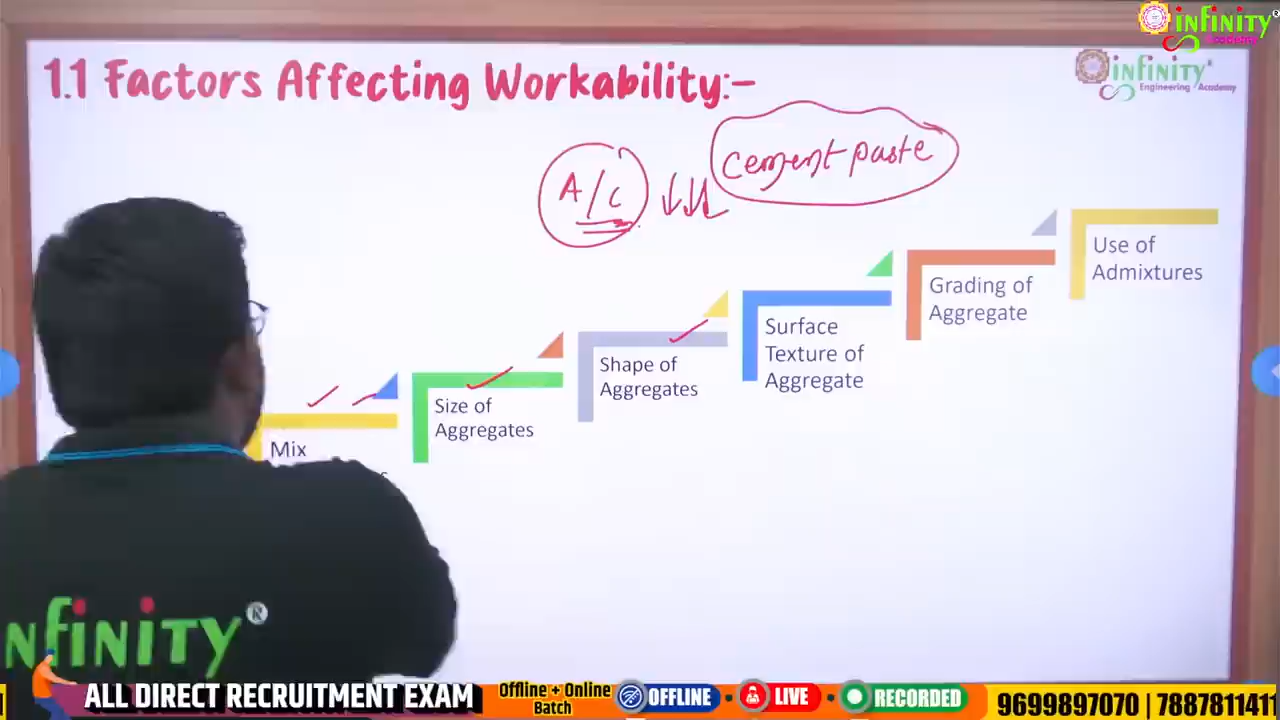 infinity
academy
1.1 Factors Affecting Workability:-
infinity
Engineering Academy
A/C
cement paste
Use of
Admixtures
Grading of
Aggregate
Surface
Texture of
Aggregate
Shape of
Aggregates
Size of
Aggregates
Mix
nfinity®
ALL DIRECT RECRUITMENT EXAM
Offline + Online
Batch
OFFLINE
LIVE
RECORDED
9699897070 | 7887811411